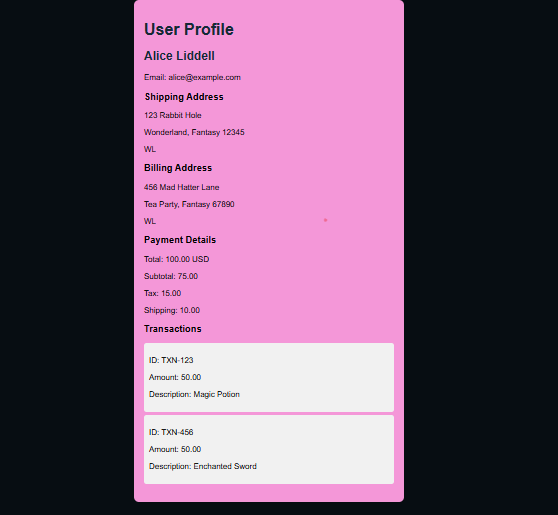 User Profile
Alice Liddell
Email: alice@example.com
Shipping Address
123 Rabbit Hole
Wonderland, Fantasy 12345
WL
Billing Address
456 Mad Hatter Lane
Tea Party, Fantasy 67890
WL
Payment Details
Total: 100.00 USD
Subtotal: 75.00
Tax: 15.00
Shipping: 10.00
Transactions
ID: TXN-123
Amount: 50.00
Description: Magic Potion
ID: TXN-456
Amount: 50.00
Description: Enchanted Sword